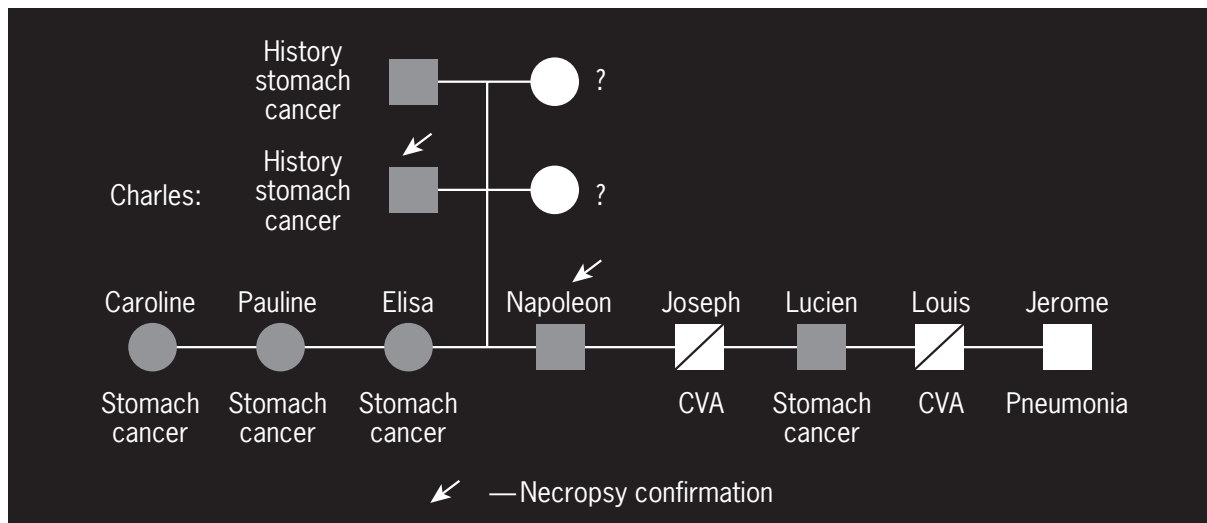 History
stomach
cancer
?
Charles:
History
stomach
cancer
?
Caroline
Pauline
Elisa
Napoleon
Joseph
Lucien
Louis
Jerome
Stomach
cancer
Stomach
cancer
Stomach
cancer
CVA
Stomach
cancer
CVA
Pneumonia
— Necropsy confirmation